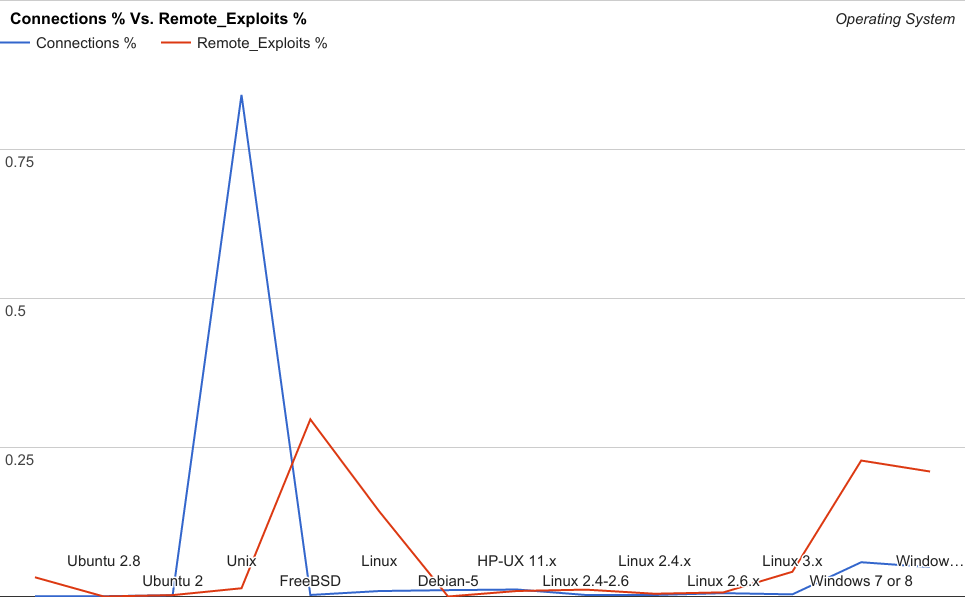 Connections % Vs. Remote_Exploits %
Operating System
Connections %
Remote_Exploits %
0.75
0.5
0.25
Ubuntu 2.8
Unix
Linux
HP-UX 11.x
Linux 2.4.x
Linux 3.x
Window…
Ubuntu 2
FreeBSD
Debian-5
Linux 2.4-2.6
Linux 2.6.x
Windows 7 or 8